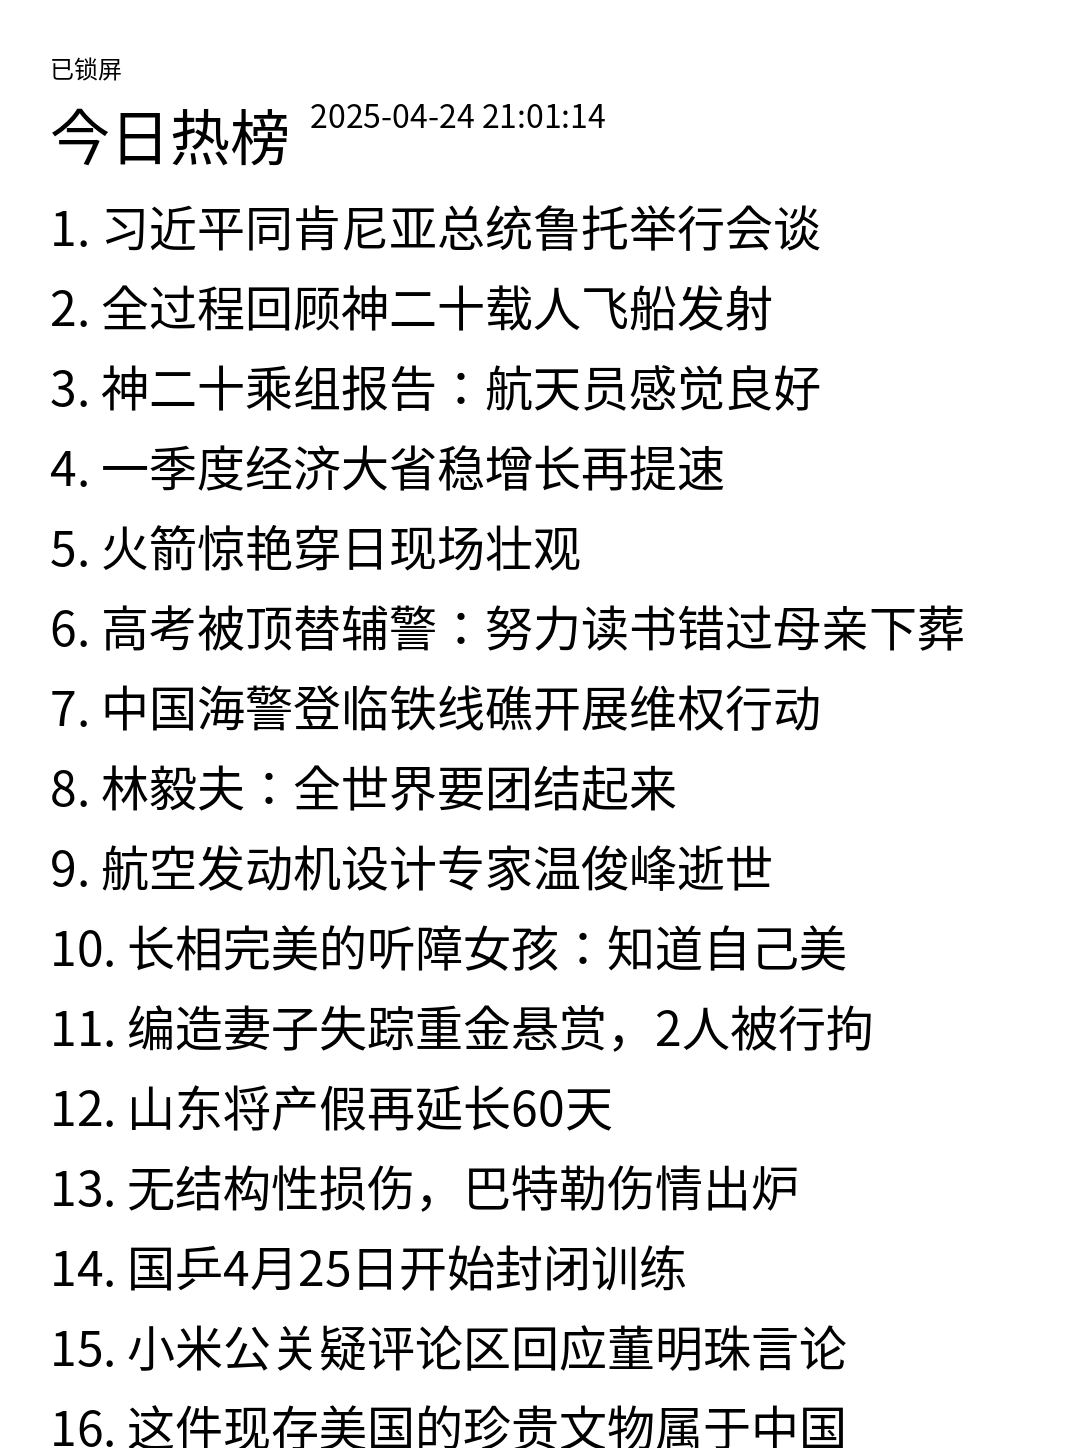 已锁屏
今日热榜 2025-04-24 21:01:14
1. 习近平同肯尼亚总统鲁托举行会谈
2. 全过程回顾神二十载人飞船发射
3. 神二十乘组报告：航天员感觉良好
4. 一季度经济大省稳增长再提速
5. 火箭惊艳穿日现场壮观
6. 高考被顶替辅警：努力读书错过母亲下葬
7. 中国海警登临铁线礁开展维权行动
8. 林毅夫：全世界要团结起来
9. 航空发动机设计专家温俊峰逝世
10. 长相完美的听障女孩：知道自己美
11. 编造妻子失踪重金悬赏，2人被行拘
12. 山东将产假再延长60天
13. 无结构性损伤，巴特勒伤情出炉
14. 国乒4月25日开始封闭训练
15. 小米公关疑评论区回应董明珠言论
16. 这件现存美国的珍贵文物属于中国